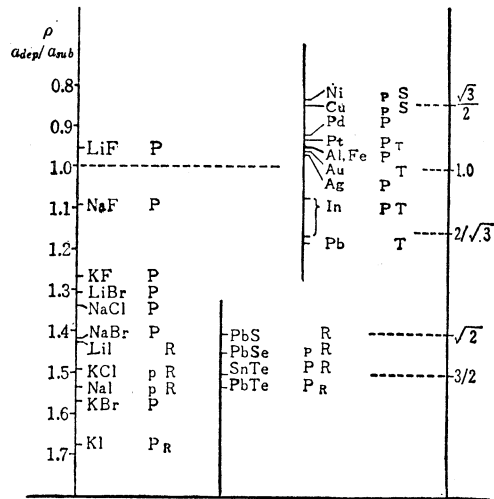 ρ
a_dep/a_sub
0.8
0.9
1.0
1.1
1.2
1.3
1.4
1.5
1.6
1.7
LiF P
NaF P
KF P
LiBr P
NaCl P
NaBr P
LiI R
KCl p R
NaI p R
KBr P
KI P R
PbS R
PbSe P R
SnTe P R
PbTe P R
Ni P S
Cu P S
Pd P
Pt P T
Al,Fe P
Au T
Ag P
In P T
Pb T
√3
2
1.0
2/√3
√2
3/2